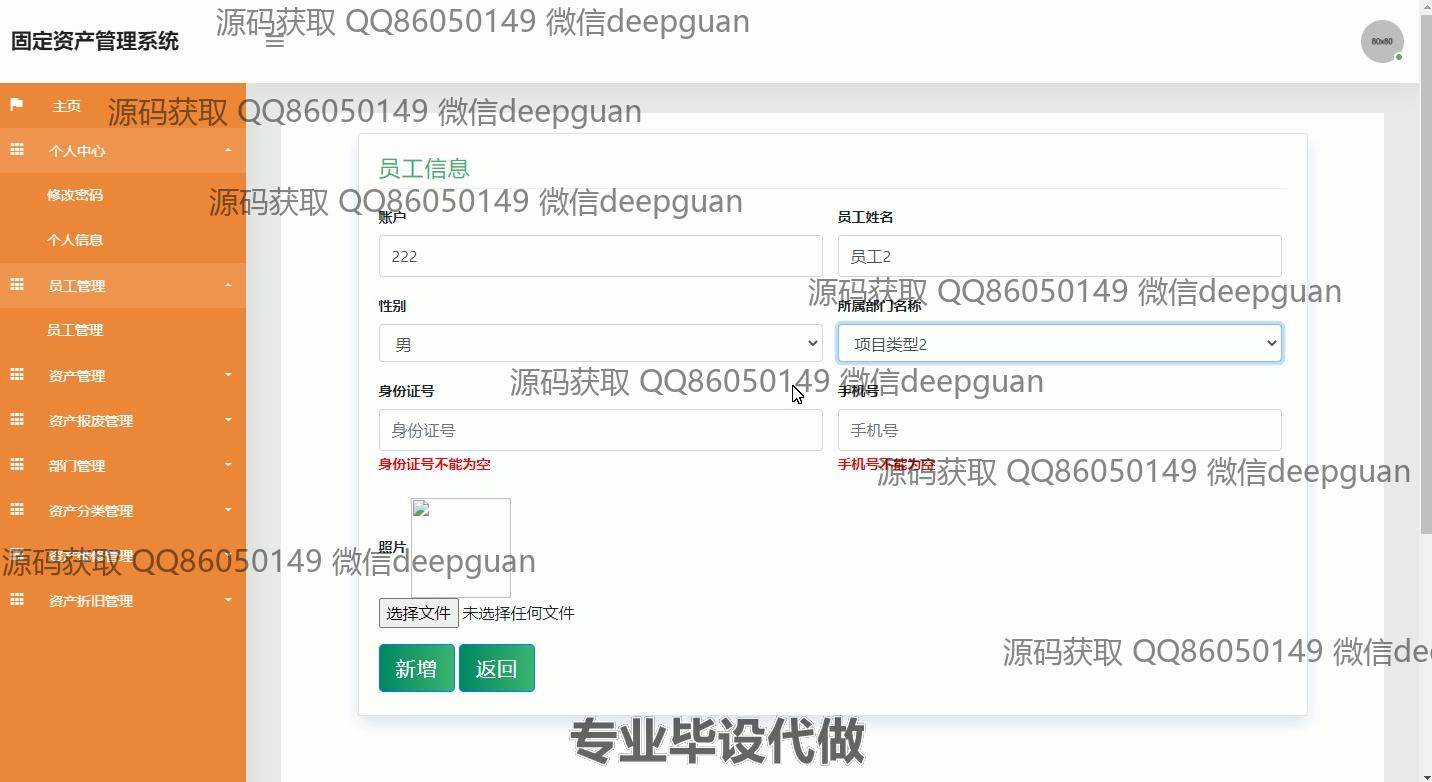 源码获取 QQ86050149 微信deepguan
固定资产管理系统
80x80
主页
源码获取 QQ86050149 微信deepguan
个人中心
员工信息
修改密码
源码获取 QQ86050149 微信deepguan
账户
员工姓名
个人信息
222
员工2
员工管理
源码获取 QQ86050149 微信deepguan
性别
所属部门名称
员工管理
男
项目类型2
资产管理
源码获取 QQ86050149 微信deepguan
身份证号
手机号
资产报废管理
身份证号
手机号
部门管理
身份证号不能为空
手机号不能为空
源码获取 QQ86050149 微信deepguan
资产分类管理
照片
源码获取 QQ86050149 微信deepguan
资产折旧管理
选择文件 未选择任何文件
源码获取 QQ86050149 微信dee
新增
返回
专业毕设代做